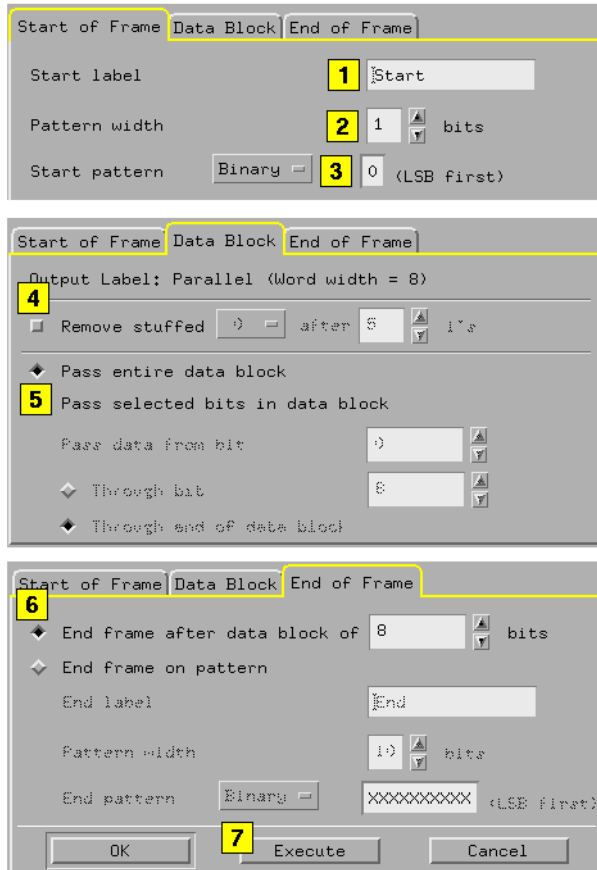 Start of Frame Data Block End of Frame
Start label 1 Start
Pattern width 2 1 bits
Start pattern Binary 3 0 (LSB first)
Start of Frame Data Block End of Frame
Output Label: Parallel (Word width = 8)
4
Remove stuffed 0 after 5 1's
Pass entire data block
5 Pass selected bits in data block
Pass data from bit 0
Through bit 8
Through end of data block
Start of Frame Data Block End of Frame
6
End frame after data block of 8 bits
End frame on pattern
End label End
Pattern width 10 bits
End pattern Binary XXXXXXXXXX (LSB first)
OK 7 Execute Cancel